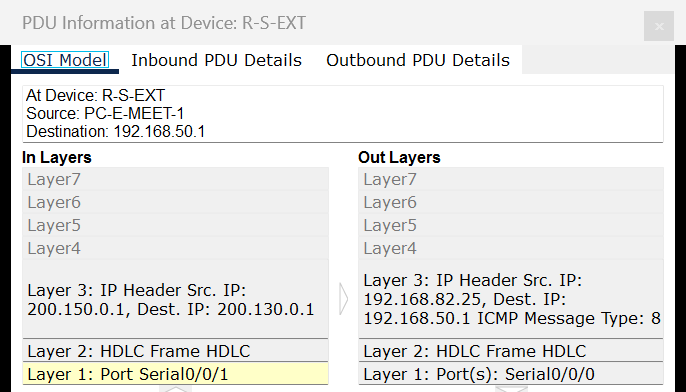 PDU Information at Device: R-S-EXT
×
OSI Model Inbound PDU Details Outbound PDU Details
At Device: R-S-EXT
Source: PC-E-MEET-1
Destination: 192.168.50.1
In Layers
Layer7
Layer6
Layer5
Layer4
Layer 3: IP Header Src. IP:
200.150.0.1, Dest. IP: 200.130.0.1
Layer 2: HDLC Frame HDLC
Layer 1: Port Serial0/0/1
Out Layers
Layer7
Layer6
Layer5
Layer4
Layer 3: IP Header Src. IP:
192.168.82.25, Dest. IP:
192.168.50.1 ICMP Message Type: 8
Layer 2: HDLC Frame HDLC
Layer 1: Port(s): Serial0/0/0